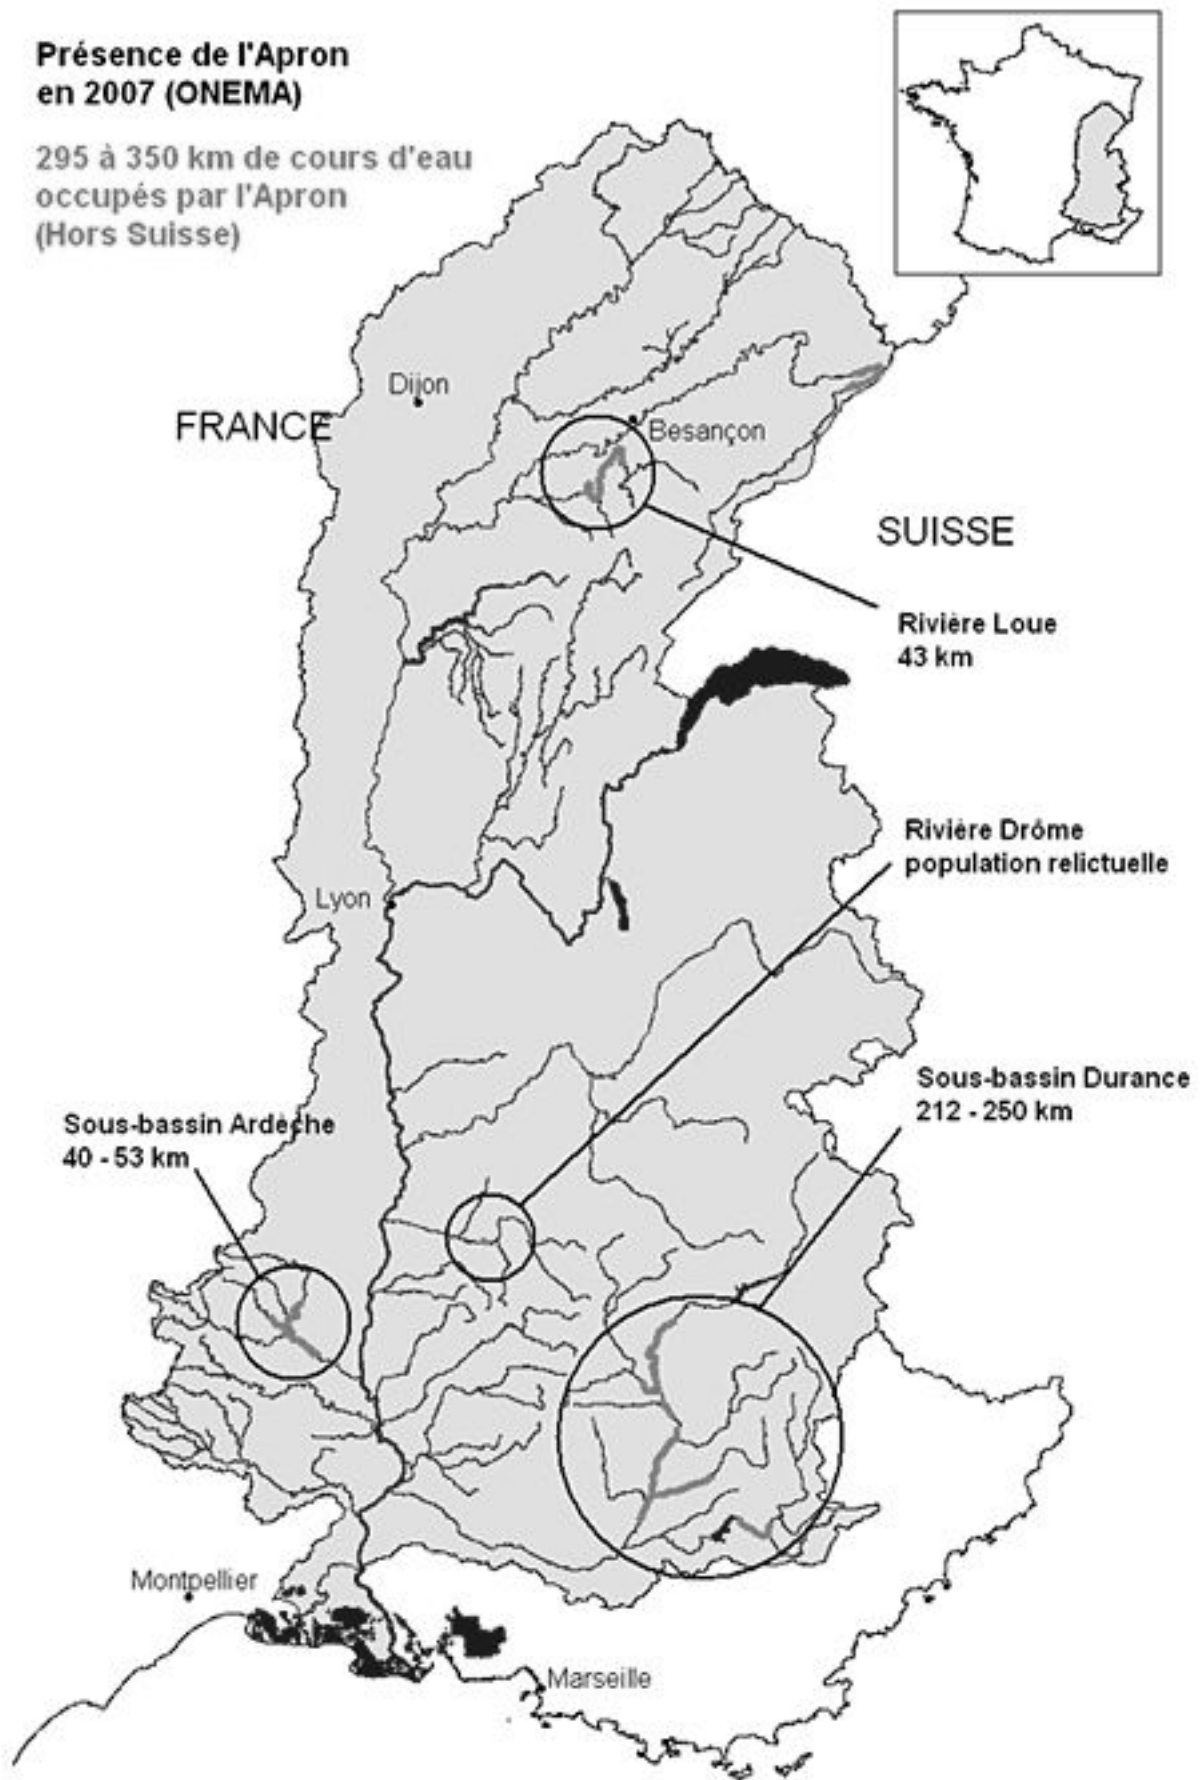 Présence de l'Apron
en 2007 (ONEMA)
295 à 350 km de cours d'eau
occupés par l'Apron
(Hors Suisse)
Dijon
FRANCE
Besançon
SUISSE
Rivière Loue
43 km
Rivière Drôme
population relictuelle
Lyon
Sous-bassin Durance
212 - 250 km
Sous-bassin Ardèche
40 - 53 km
Montpellier
Marseille